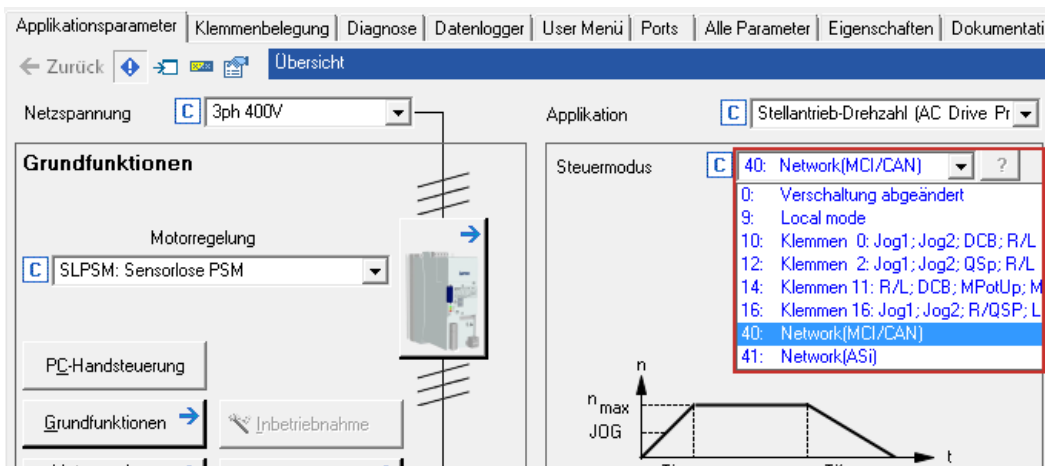 Applikationsparameter Klemmenbelegung Diagnose Datenlogger User Menü Ports Alle Parameter Eigenschaften Dokumentati
Zurück Übersicht
Netzspannung C 3ph 400V
Applikation C Stellantrieb-Drehzahl (AC Drive Pr
Grundfunktionen
Motorregelung
C SLPSM: Sensorlose PSM
PC-Handsteuerung
Grundfunktionen Inbetriebnahme
Steuermodus C 40: Network(MCI/CAN) ?
0: Verschaltung abgeändert
9: Local mode
10: Klemmen 0: Jog1; Jog2; DCB; R/L
12: Klemmen 2: Jog1; Jog2; QSp; R/L
14: Klemmen 11: R/L; DCB; MPotUp; M
16: Klemmen 16: Jog1; Jog2; R/QSP; L
40: Network(MCI/CAN)
41: Network(ASi)
n
n max
JOG
t